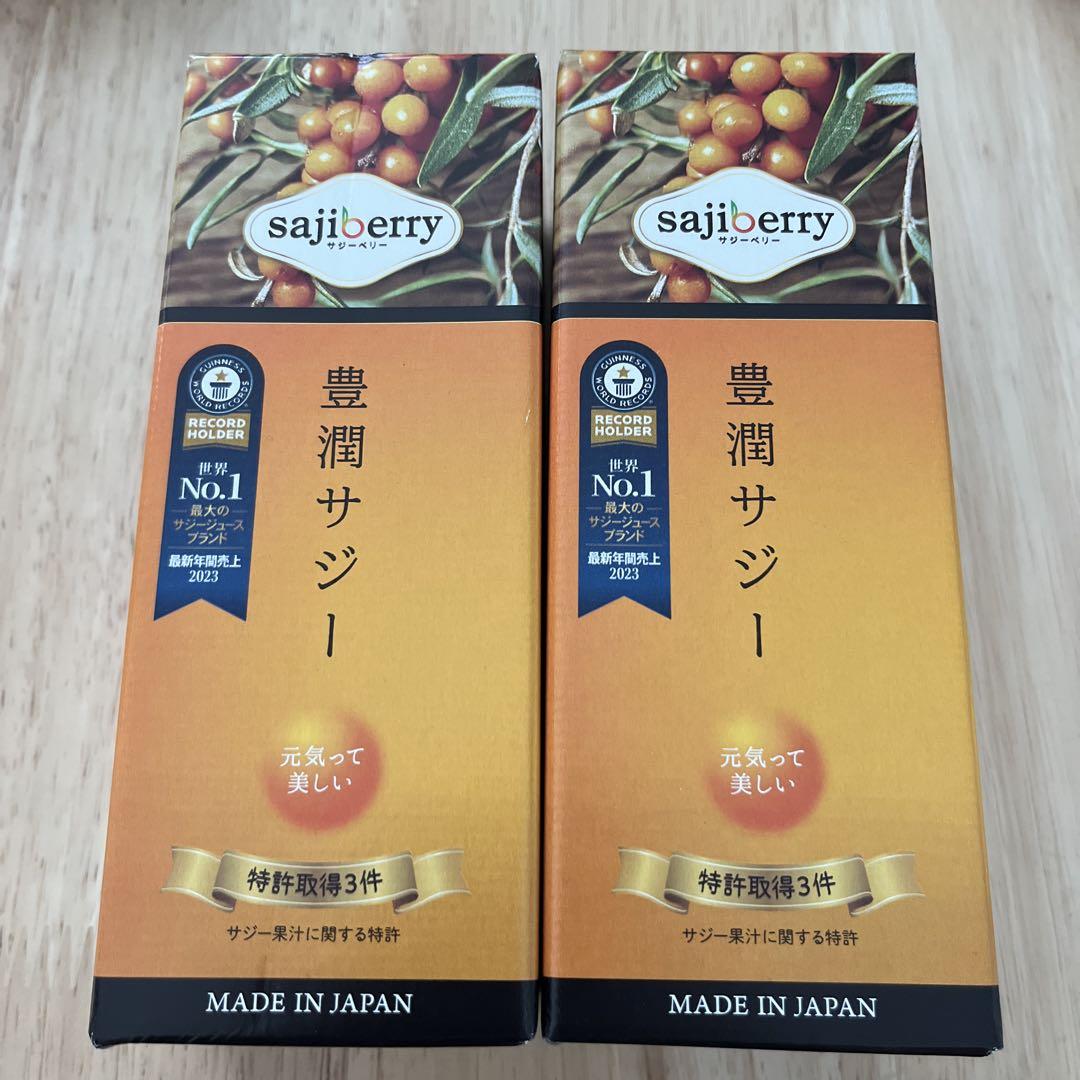 sajiberry
サジーベリー
GUINNESS WORLD RECORDS
RECORD
HOLDER
世界
No.1
最大の
サジージュース
ブランド
最新年間売上
2023
豊潤サジー
元気って
美しい
特許取得3件
サジー果汁に関する特許
MADE IN JAPAN
sajiberry
サジーベリー
GUINNESS WORLD RECORDS
RECORD
HOLDER
世界
No.1
最大の
サジージュース
ブランド
最新年間売上
2023
豊潤サジー
元気って
美しい
特許取得3件
サジー果汁に関する特許
MADE IN JAPAN